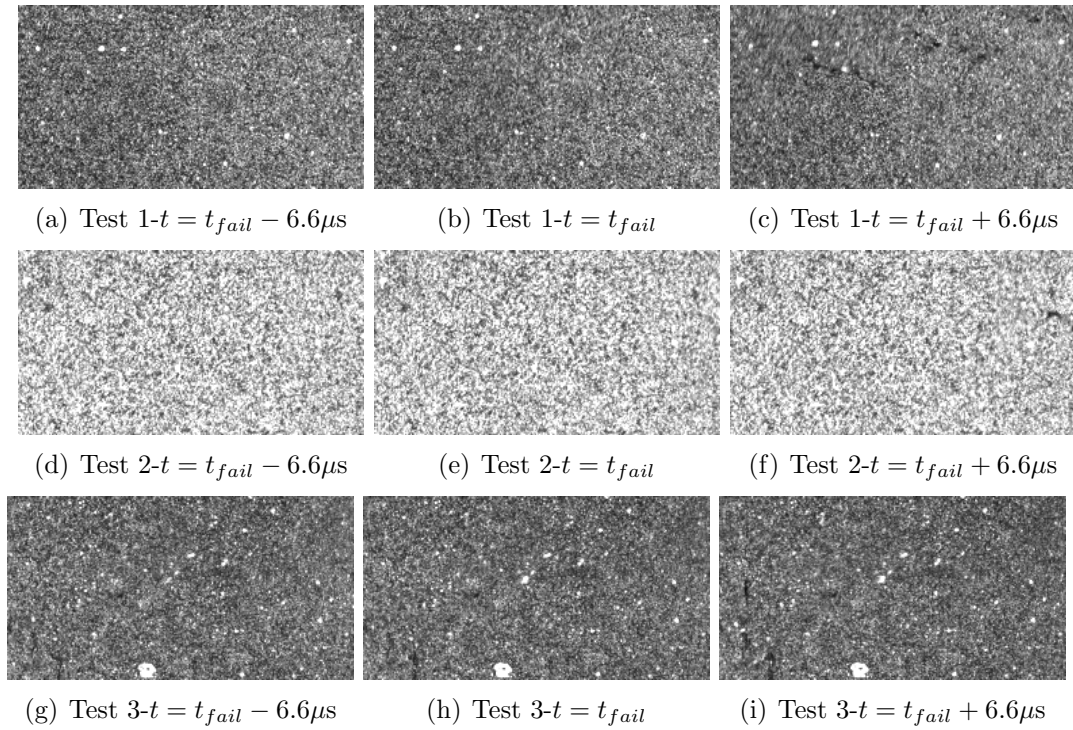 (a) Test 1-t = t_fail − 6.6μs
(b) Test 1-t = t_fail
(c) Test 1-t = t_fail + 6.6μs
(d) Test 2-t = t_fail − 6.6μs
(e) Test 2-t = t_fail
(f) Test 2-t = t_fail + 6.6μs
(g) Test 3-t = t_fail − 6.6μs
(h) Test 3-t = t_fail
(i) Test 3-t = t_fail + 6.6μs